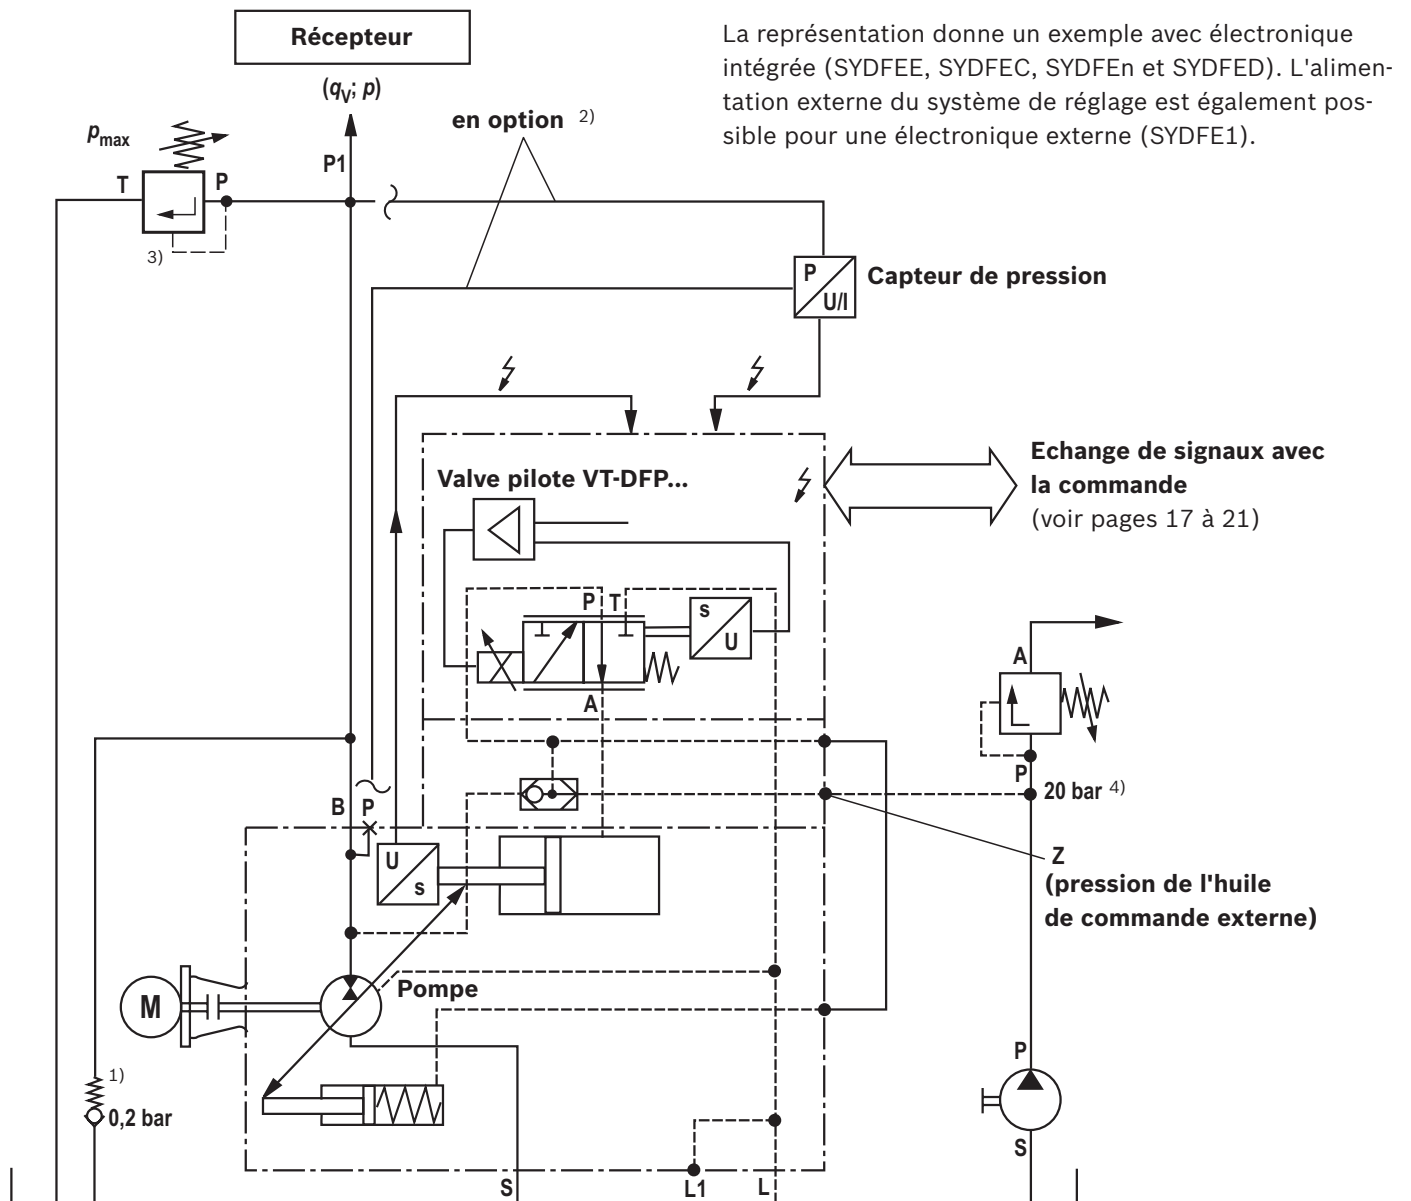 Récepteur
(qV; p)
La représentation donne un exemple avec électronique
intégrée (SYDFEE, SYDFEC, SYDFEn et SYDFED). L'alimen-
tation externe du système de réglage est également pos-
sible pour une électronique externe (SYDFE1).
pmax
en option 2)
T
P
P1
3)
P
U/I
Capteur de pression
Valve pilote VT-DFP...
Echange de signaux avec
la commande
(voir pages 17 à 21)
P
T
s
U
A
A
P
20 bar 4)
B
P
U
s
Z
(pression de l'huile
de commande externe)
M
Pompe
P
1)
0,2 bar
S
S
L1
L